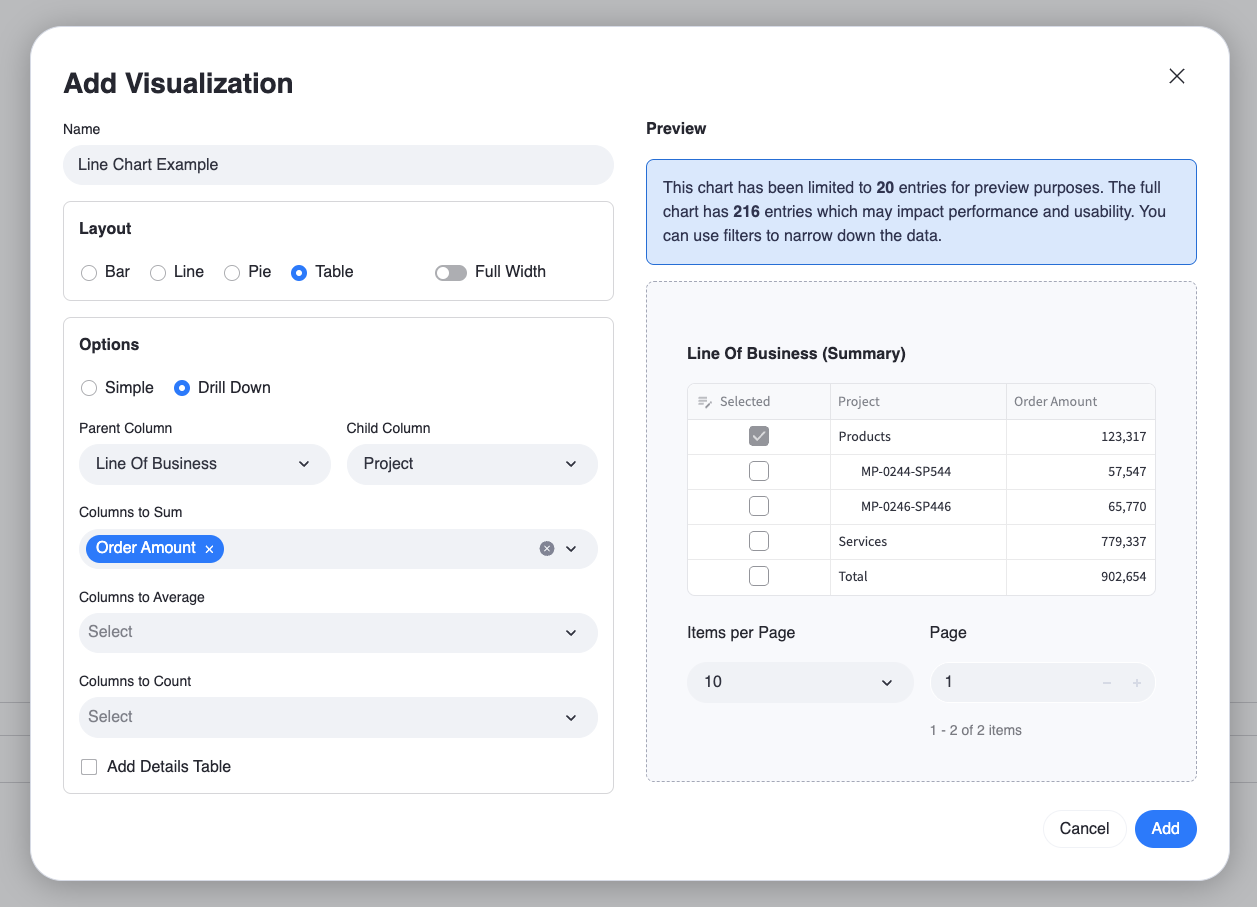 Add Visualization
Name
Line Chart Example
Layout
Bar Line Pie Table Full Width
Options
Simple Drill Down
Parent Column Child Column
Line Of Business Project
Columns to Sum
Order Amount
Columns to Average
Select
Columns to Count
Select
Add Details Table
Preview
This chart has been limited to 20 entries for preview purposes. The full
chart has 216 entries which may impact performance and usability. You
can use filters to narrow down the data.
Line Of Business (Summary)
Selected Project Order Amount
Products 123,317
MP-0244-SP544 57,547
MP-0246-SP446 65,770
Services 779,337
Total 902,654
Items per Page Page
10 1
1 - 2 of 2 items
Cancel Add